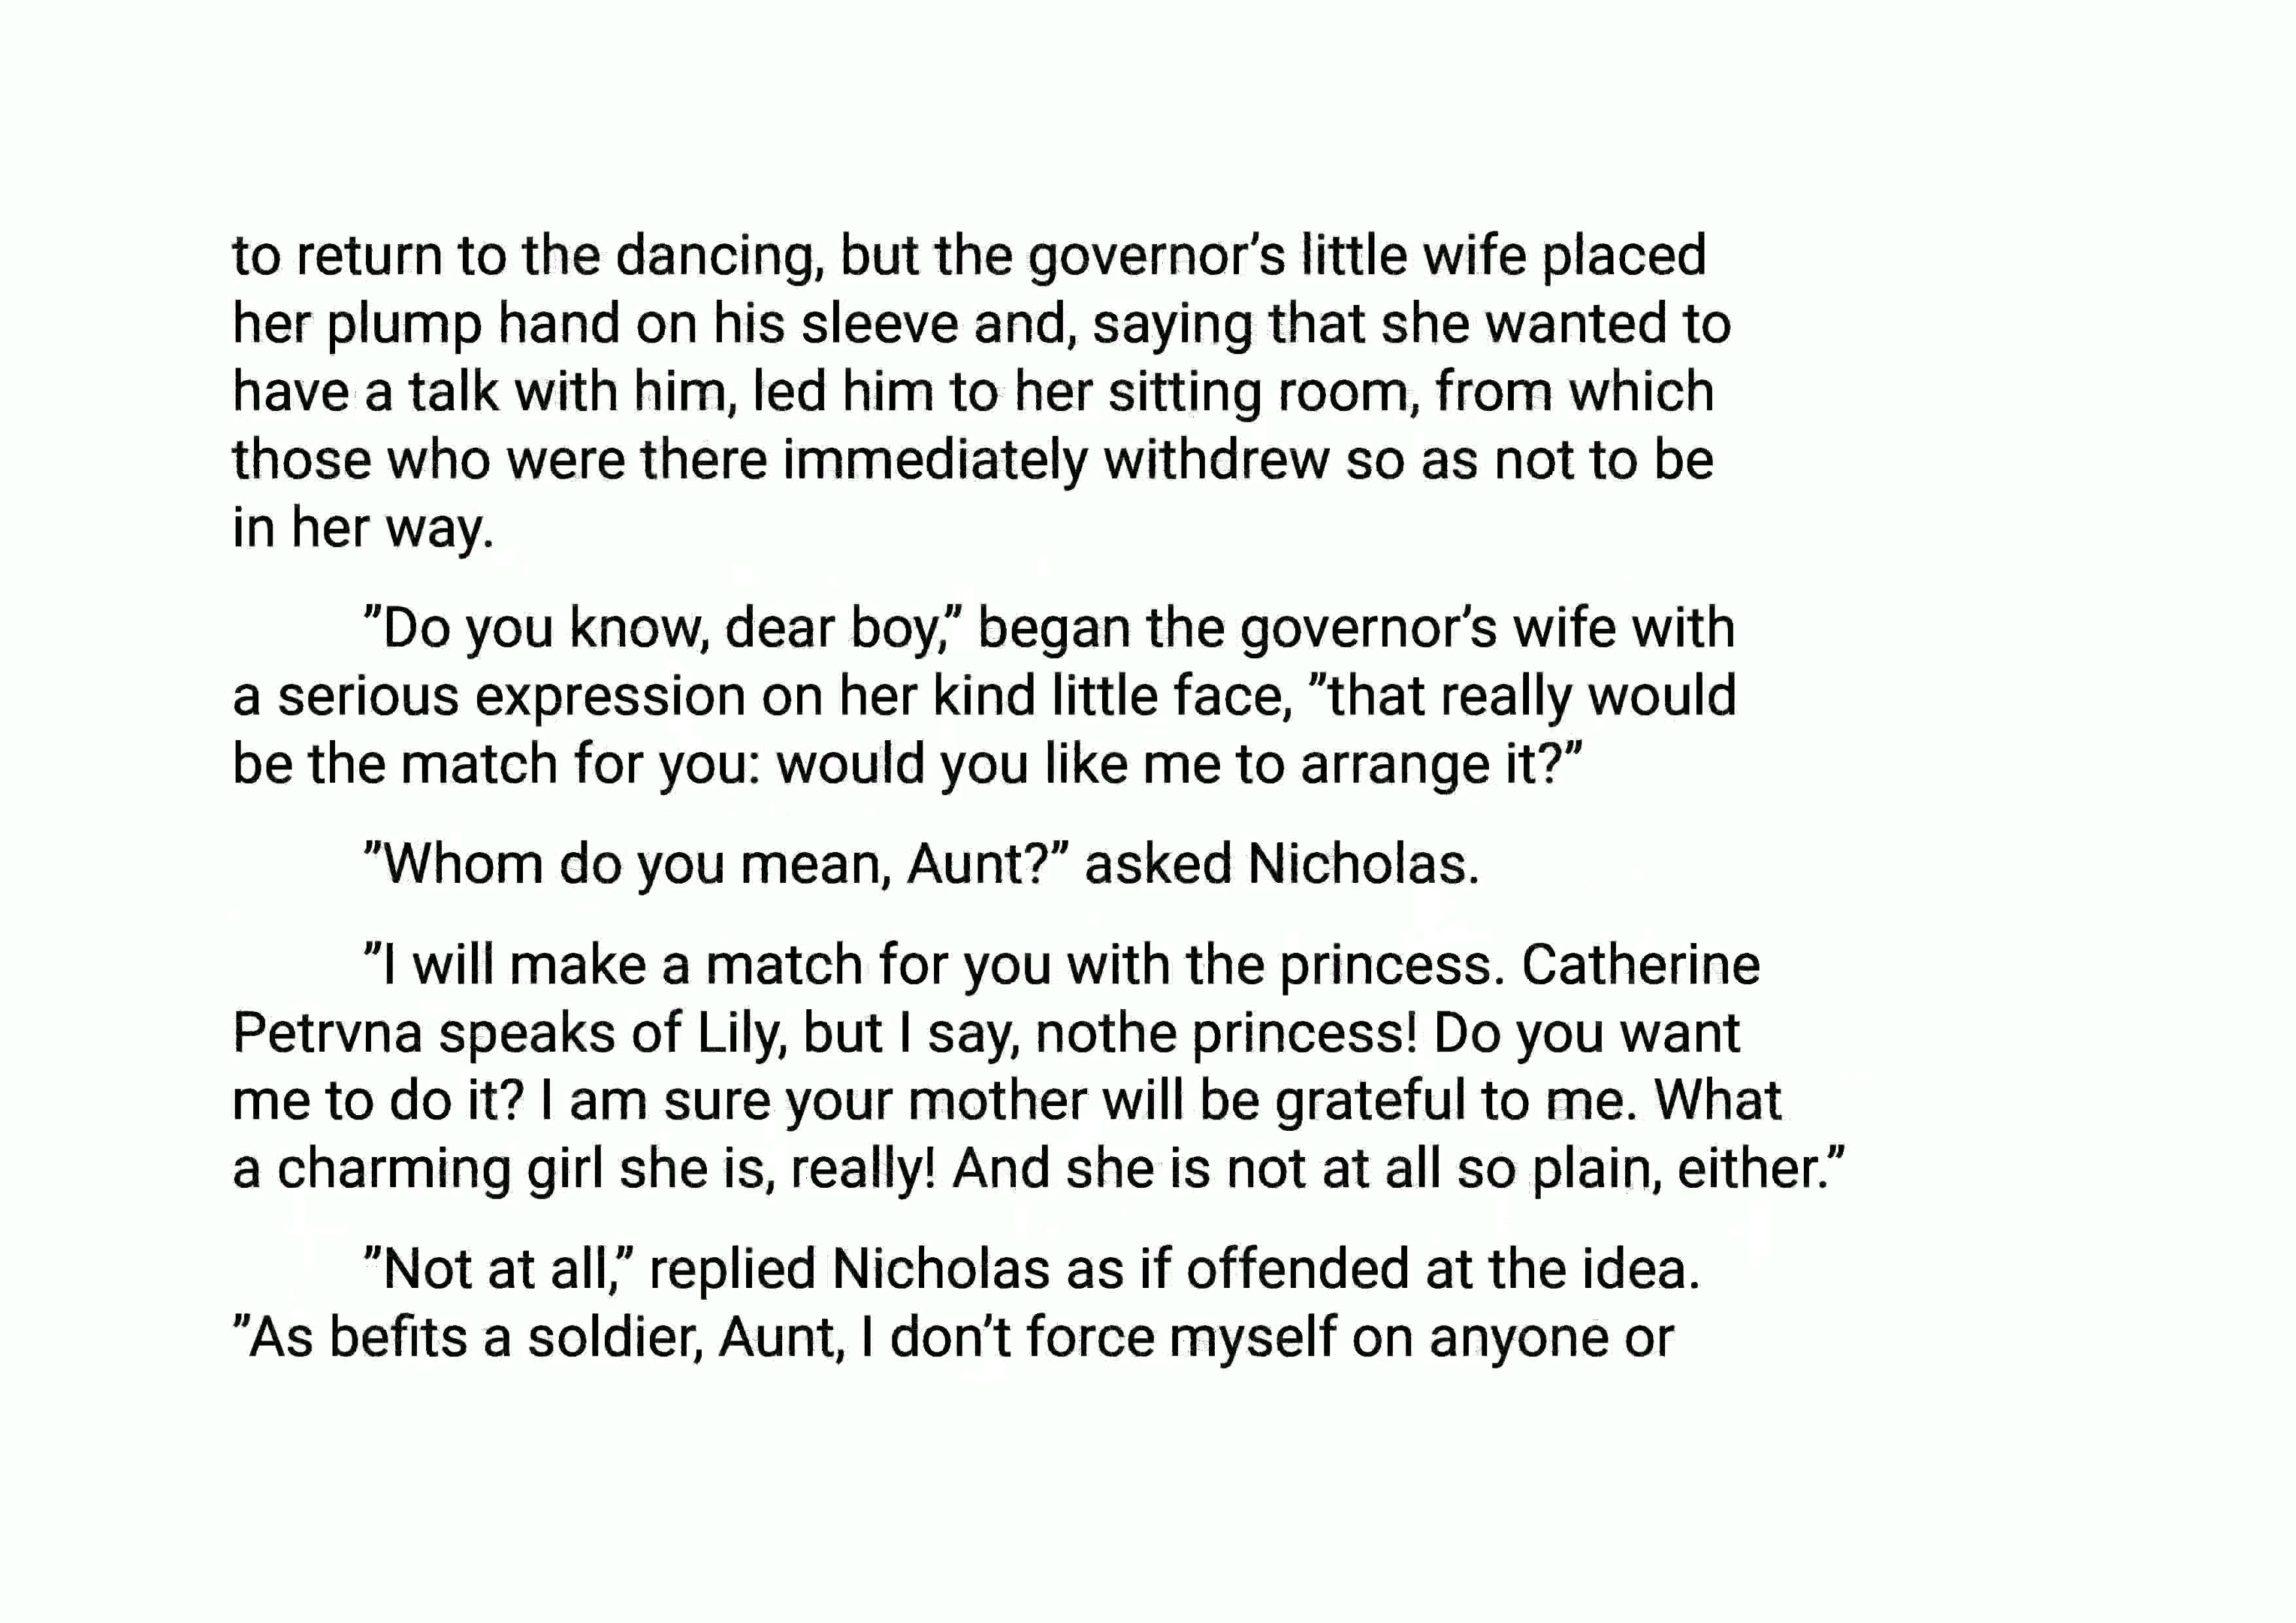 to return to the dancing, but the governor’s little wife placed
her plump hand on his sleeve and, saying that she wanted to
have a talk with him, led him to her sitting room, from which
those who were there immediately withdrew so as not to be
in her way.
”Do you know, dear boy,” began the governor’s wife with
a serious expression on her kind little face, ”that really would
be the match for you: would you like me to arrange it?”
”Whom do you mean, Aunt?” asked Nicholas.
”I will make a match for you with the princess. Catherine
Petrvna speaks of Lily, but I say, nothe princess! Do you want
me to do it? I am sure your mother will be grateful to me. What
a charming girl she is, really! And she is not at all so plain, either.”
”Not at all,” replied Nicholas as if offended at the idea.
”As befits a soldier, Aunt, I don’t force myself on anyone or